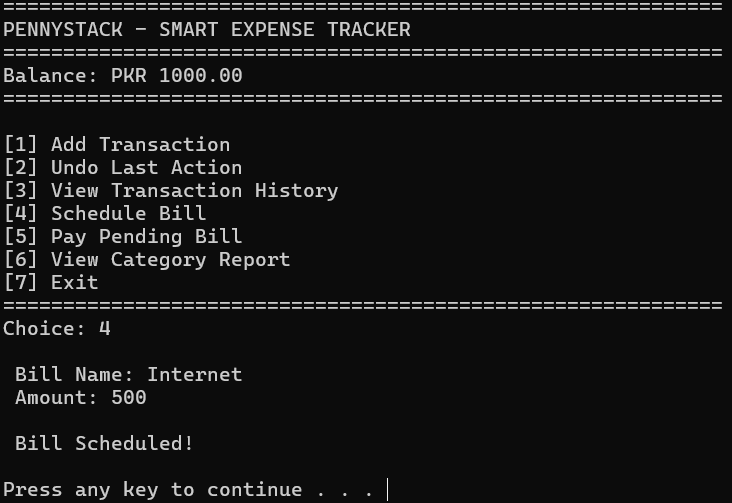 ============================================================
PENNYSTACK - SMART EXPENSE TRACKER
============================================================
Balance: PKR 1000.00
============================================================
[1] Add Transaction
[2] Undo Last Action
[3] View Transaction History
[4] Schedule Bill
[5] Pay Pending Bill
[6] View Category Report
[7] Exit
============================================================
Choice: 4
Bill Name: Internet
Amount: 500
Bill Scheduled!
Press any key to continue . . .